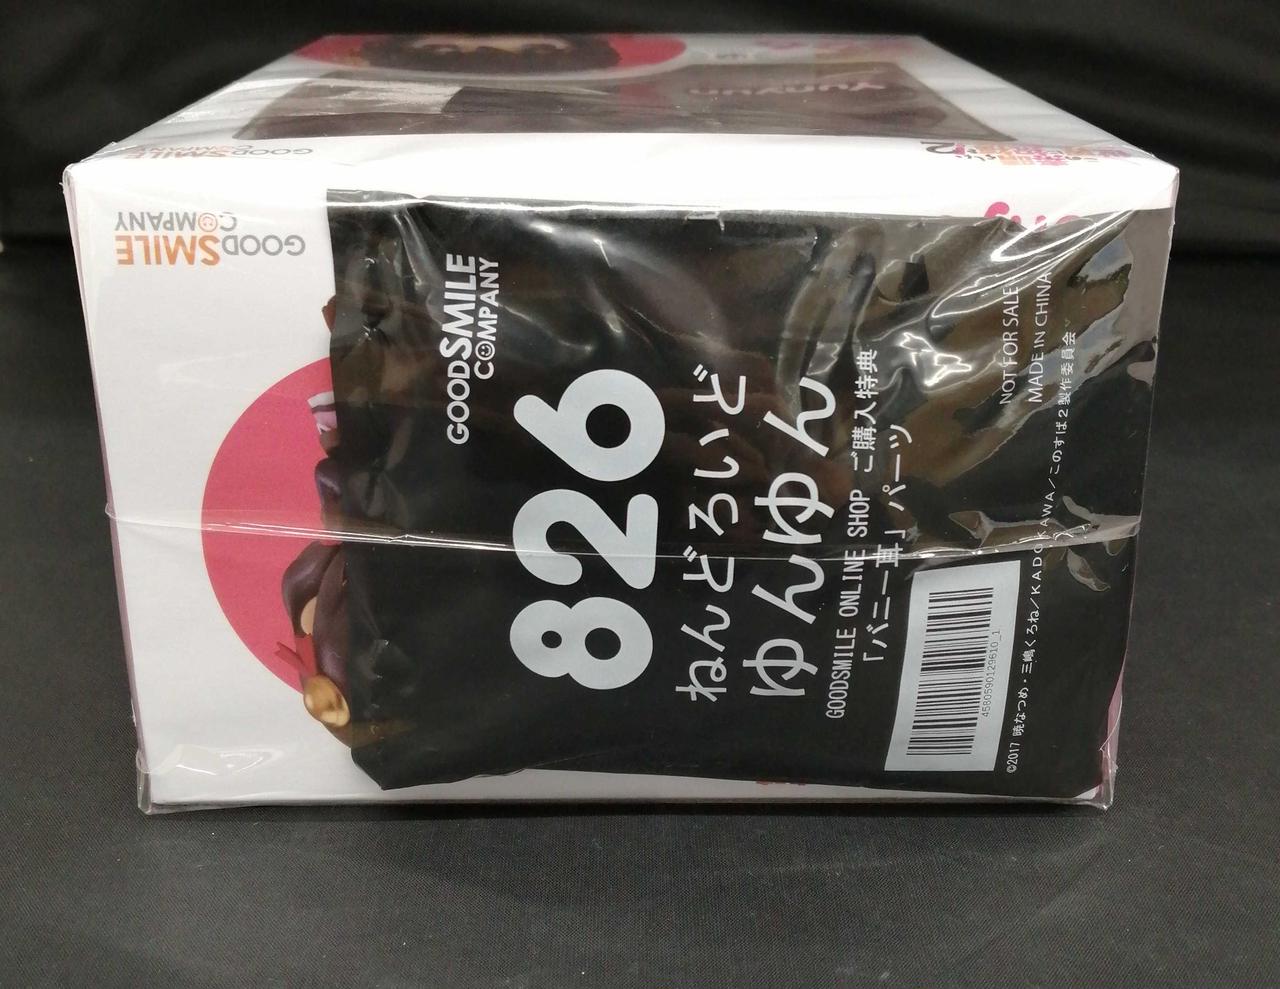 GOODSMILE
COMPANY
Yunyun
GOODSMILE
COMPANY
GOODSMILE
COMPANY
826
ねんどろいど
ゆんゆん
GOODSMILE ONLINE SHOP ご購入特典
「バニー耳」パーツ
NOT FOR SALE
MADE IN CHINA
4580590129610_1
©2017 暁なつめ・三嶋くろね/KADOKAWA/このすば2製作委員会